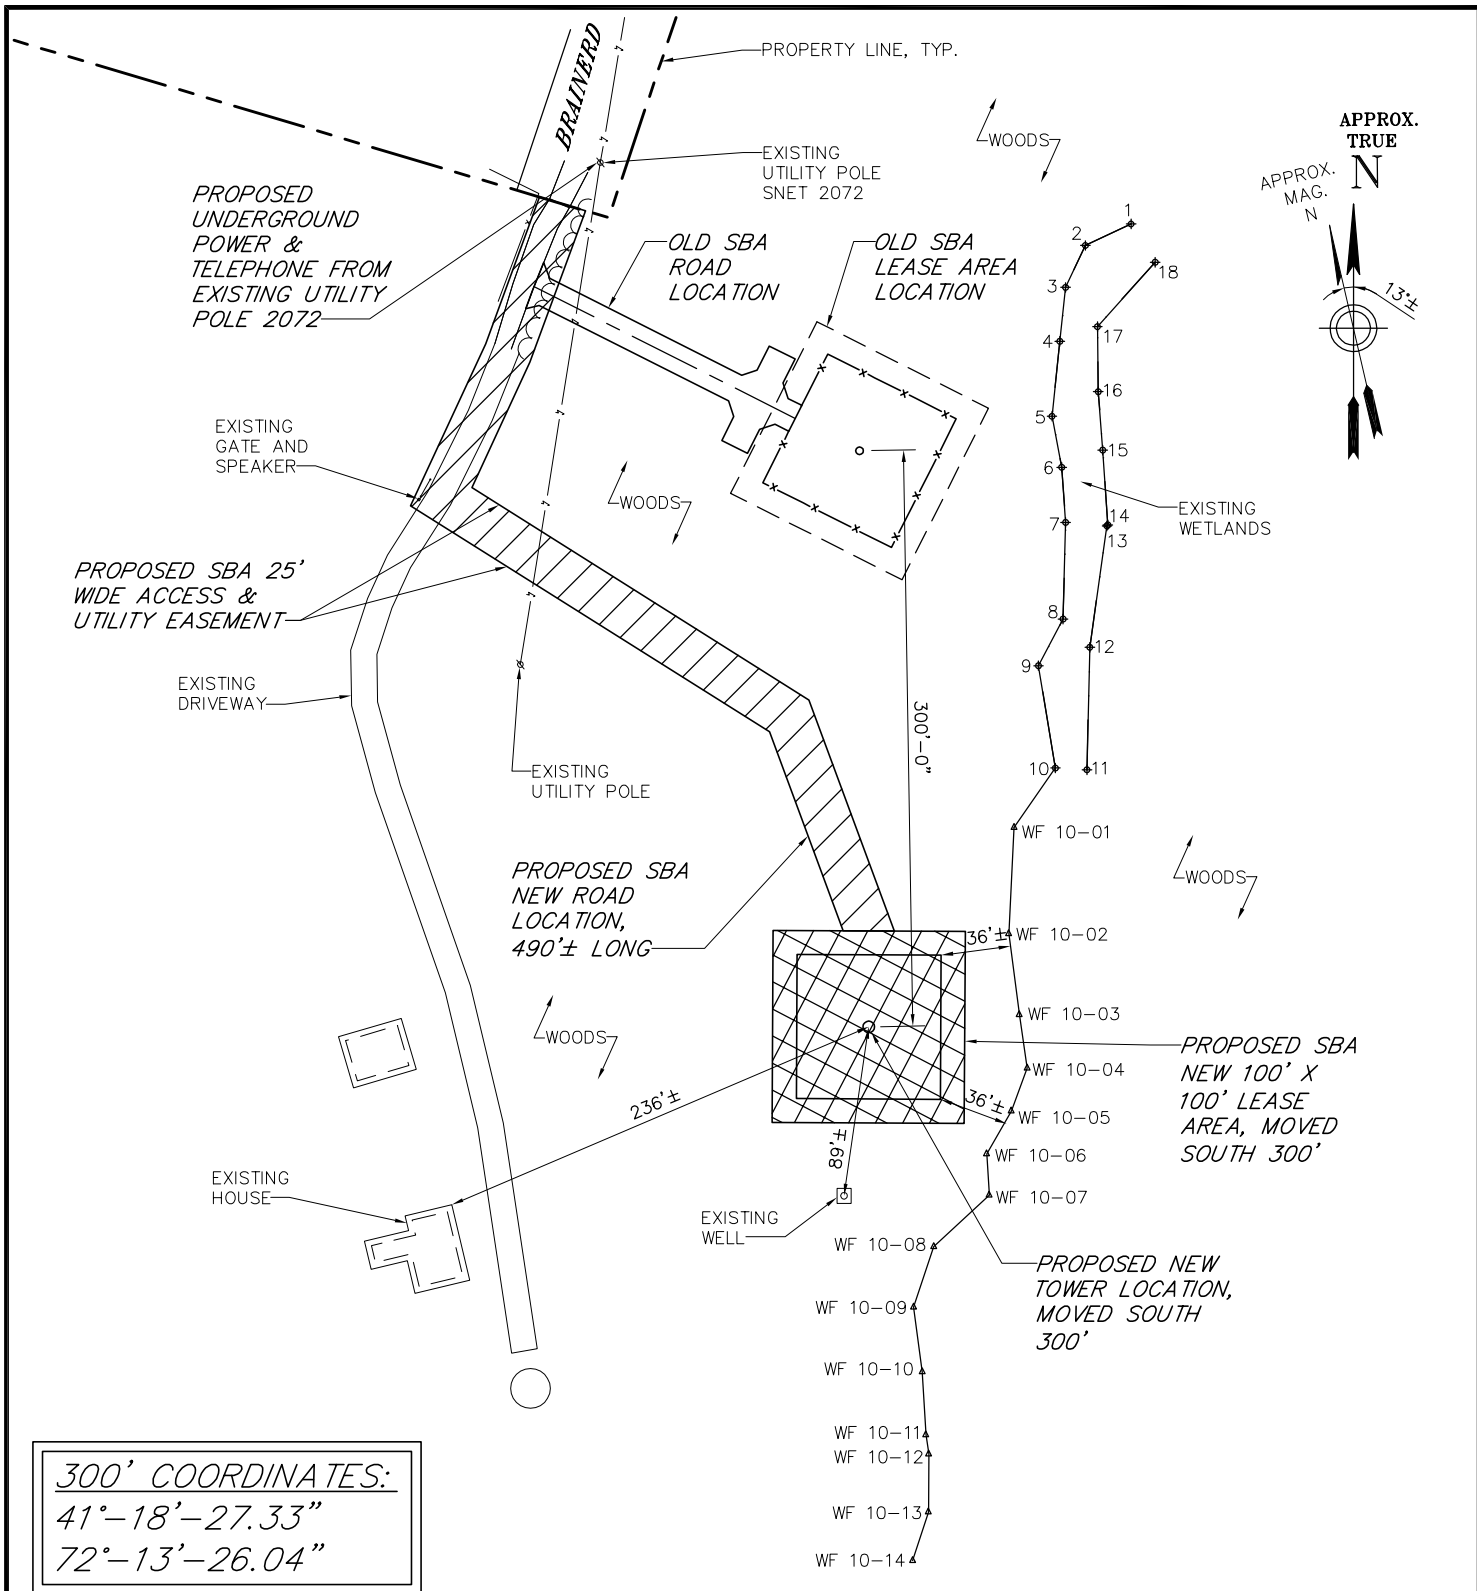 BRAINERD
PROPERTY LINE, TYP.
EXISTING
UTILITY POLE
SNET 2072
WOODS
APPROX.
TRUE
N
APPROX.
MAG.
N
13°±
PROPOSED
UNDERGROUND
POWER &
TELEPHONE FROM
EXISTING UTILITY
POLE 2072
OLD SBA
ROAD
LOCATION
OLD SBA
LEASE AREA
LOCATION
1
2
3
4
5
6
7
8
9
10
18
17
16
15
14
13
12
11
EXISTING
WETLANDS
EXISTING
GATE AND
SPEAKER
WOODS
PROPOSED SBA 25'
WIDE ACCESS &
UTILITY EASEMENT
EXISTING
DRIVEWAY
EXISTING
UTILITY POLE
300'-0"
PROPOSED SBA
NEW ROAD
LOCATION,
490'± LONG
WOODS
WF 10-01
WF 10-02
WF 10-03
WF 10-04
WF 10-05
WF 10-06
WF 10-07
WF 10-08
WF 10-09
WF 10-10
WF 10-11
WF 10-12
WF 10-13
WF 10-14
36'±
36'±
WOODS
236'±
88'±
PROPOSED SBA
NEW 100' X
100' LEASE
AREA, MOVED
SOUTH 300'
EXISTING
HOUSE
EXISTING
WELL
PROPOSED NEW
TOWER LOCATION,
MOVED SOUTH
300'
300' COORDINATES:
41°-18'-27.33"
72°-13'-26.04"